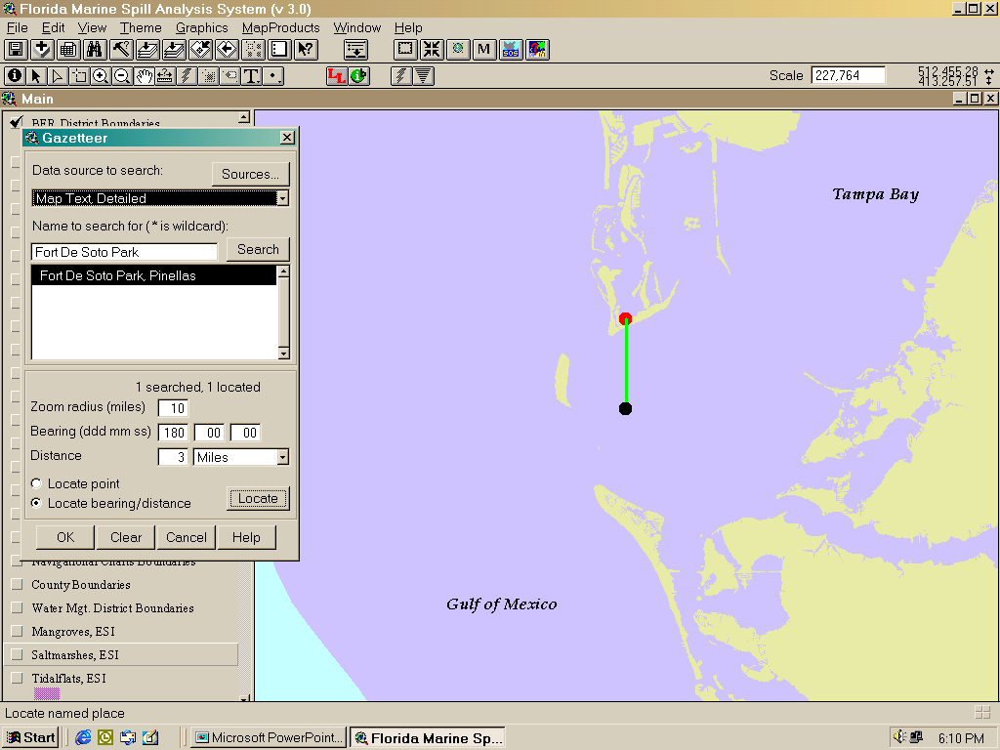 Florida Marine Spill Analysis System (v 3.0)
File Edit View Theme Graphics MapProducts Window Help
M SOS
T LL Scale 227,764 512,455.28
413,257.51
Main
BER District Boundaries
Gazetteer
Data source to search: Sources...
Map Text, Detailed
Name to search for (* is wildcard):
Fort De Soto Park Search
Fort De Soto Park, Pinellas
1 searched, 1 located
Zoom radius (miles) 10
Bearing (ddd mm ss) 180 00 00
Distance 3 Miles
Locate point
Locate bearing/distance Locate
OK Clear Cancel Help
Navigational Charts Boundaries
County Boundaries
Water Mgt. District Boundaries
Mangroves, ESI
Saltmarshes, ESI
Tidalflats, ESI
Tampa Bay
Gulf of Mexico
Locate named place
Start Microsoft PowerPoint... Florida Marine Sp... 6:10 PM